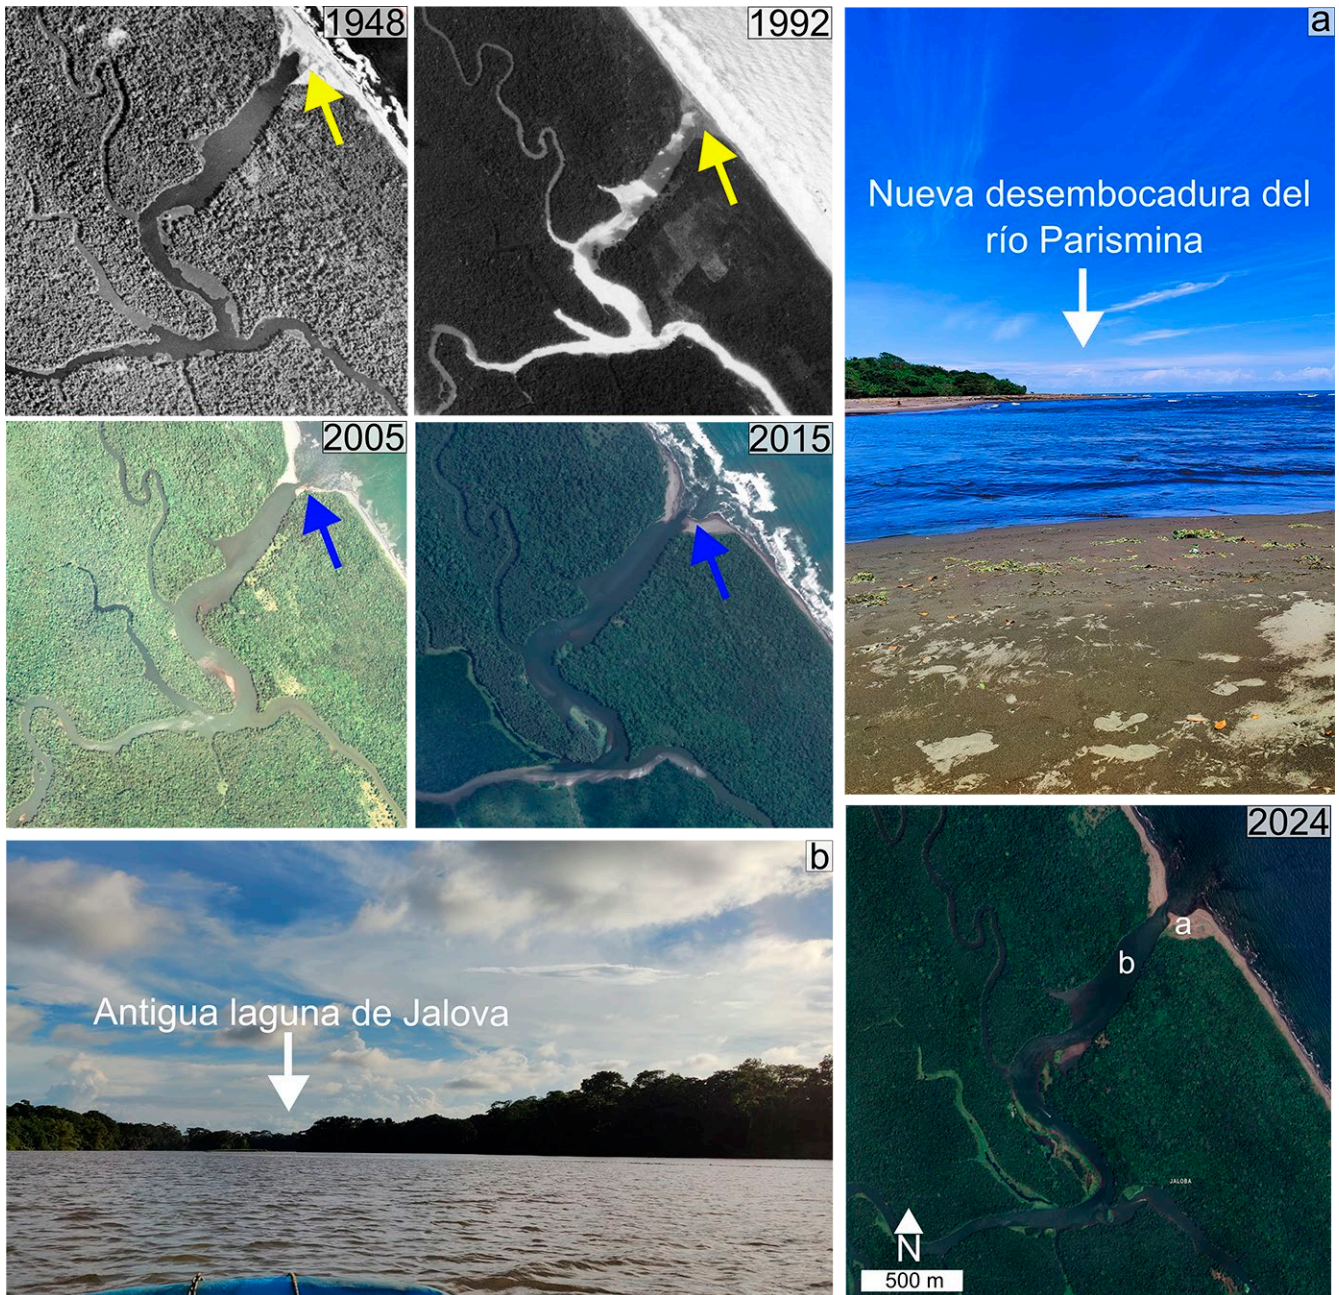 1948
1992
a
Nueva desembocadura del
río Parismina
2005
2015
b
Antigua laguna de Jalova
2024
a
b
JALOBA
N
500 m